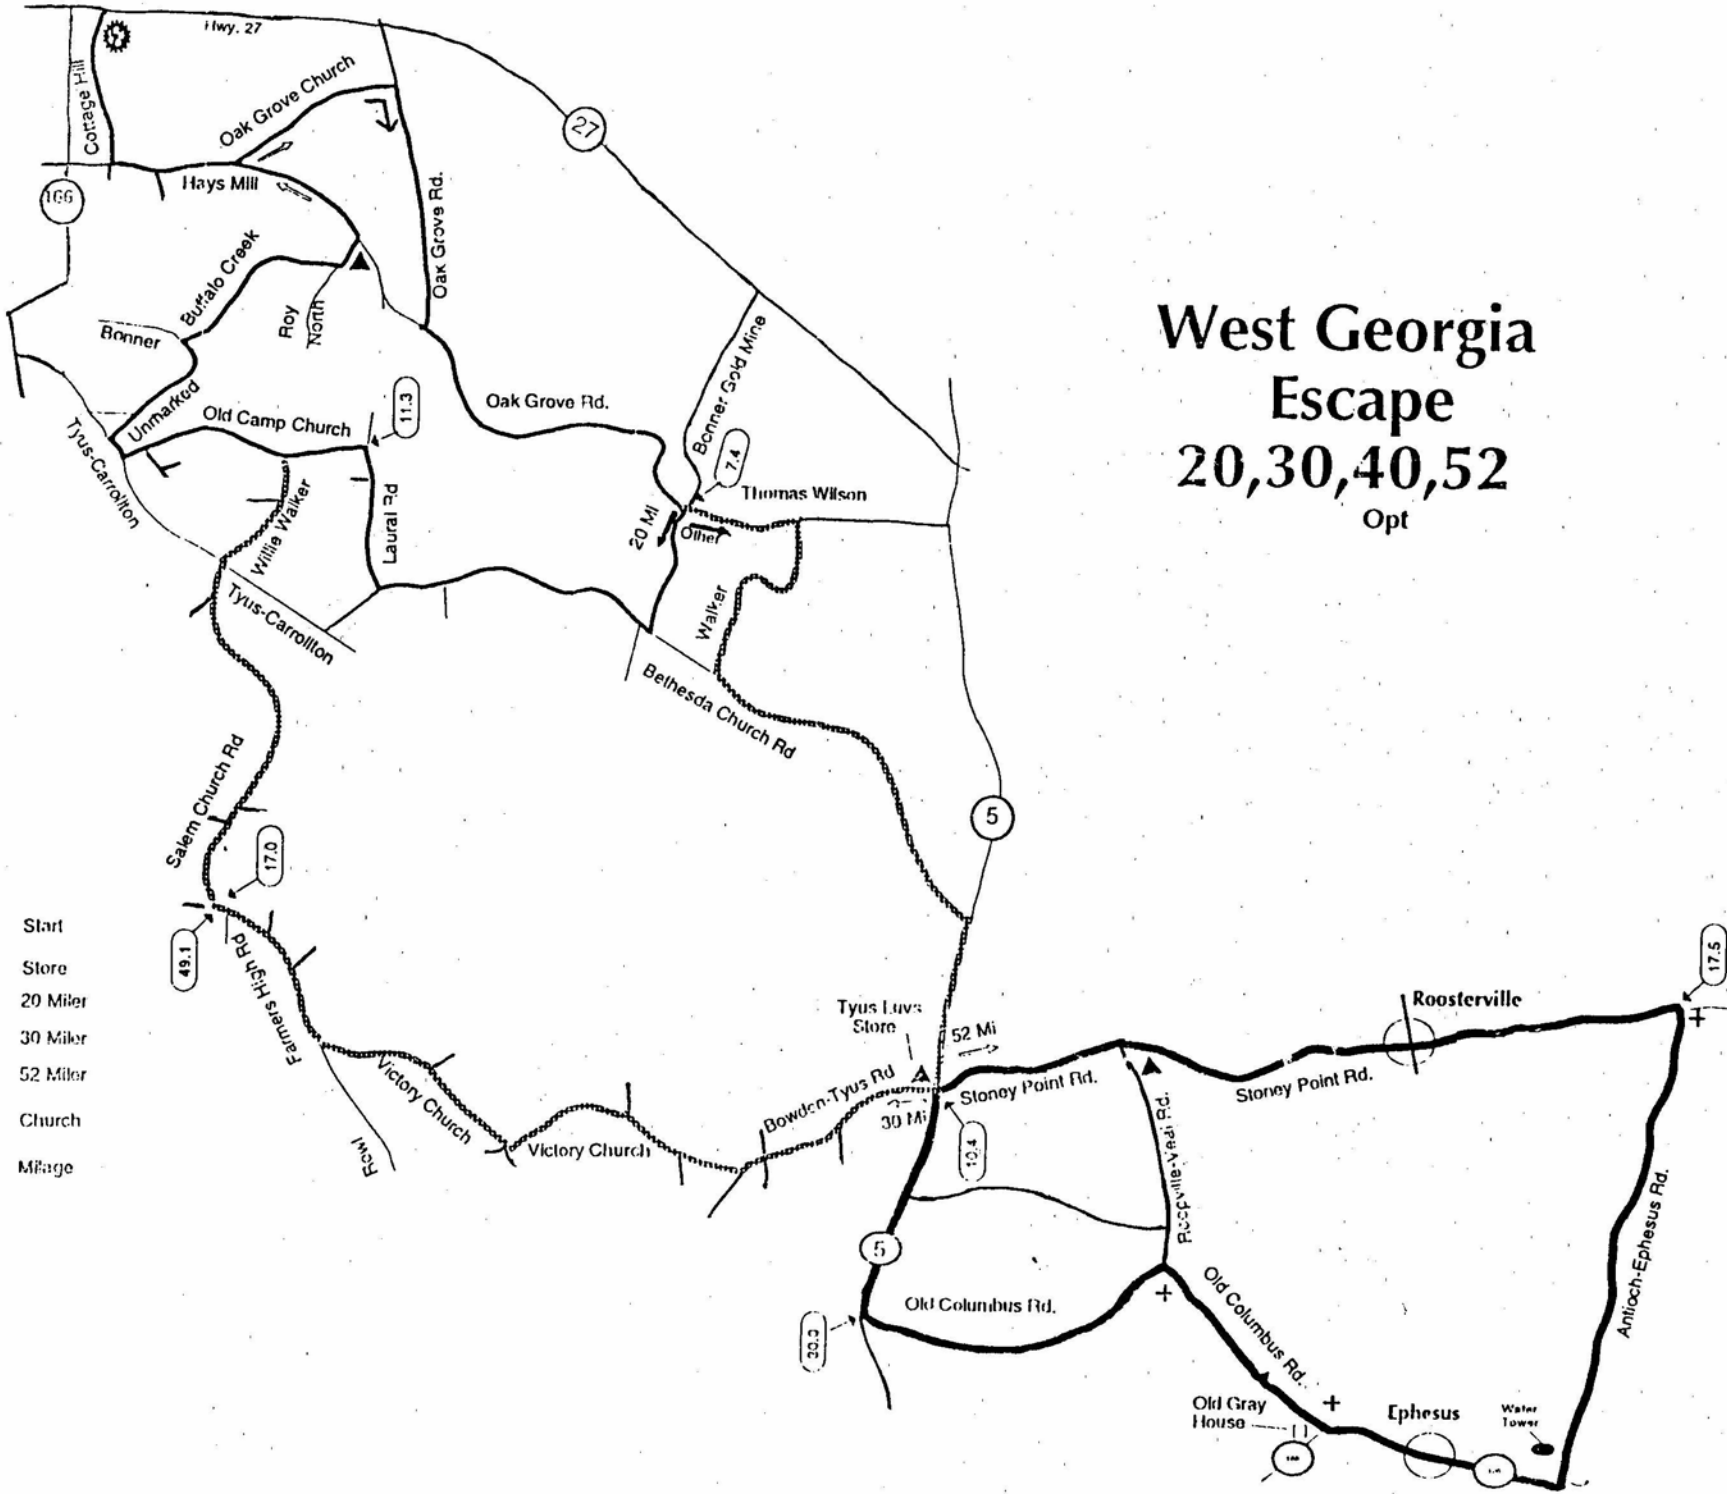 Hwy. 27
Cottage Hill
Oak Grove Church
27
166
Hays Mill
Oak Grove Rd.
Buffalo Creek
Roy
North
Bonner
Bonner Gold Mine
West Georgia
Escape
20,30,40,52
Opt
Unmarked
Old Camp Church
11.3
Oak Grove Rd.
7.4
Tyus-Carrollton
Thomas Wilson
20 Mi
Other
Willie Walker
Laural Rd
Walker
Tyus-Carrollton
Bethesda Church Rd
Salem Church Rd
5
17.0
49.1
Farmers High Rd
Start
Store
20 Miler
30 Miler
52 Miler
Church
Milage
17.5
Roosterville
Tyus Luvs
Store
52 Mi
Bowden-Tyus Rd
30 Mi
Stoney Point Rd.
Stoney Point Rd.
Victory Church
Victory Church
Rowl
10.4
Roopville-Veal Rd.
Antioch-Ephesus Rd.
5
Old Columbus Rd.
Old Columbus Rd.
Old Gray
House
Ephesus
Water
Tower